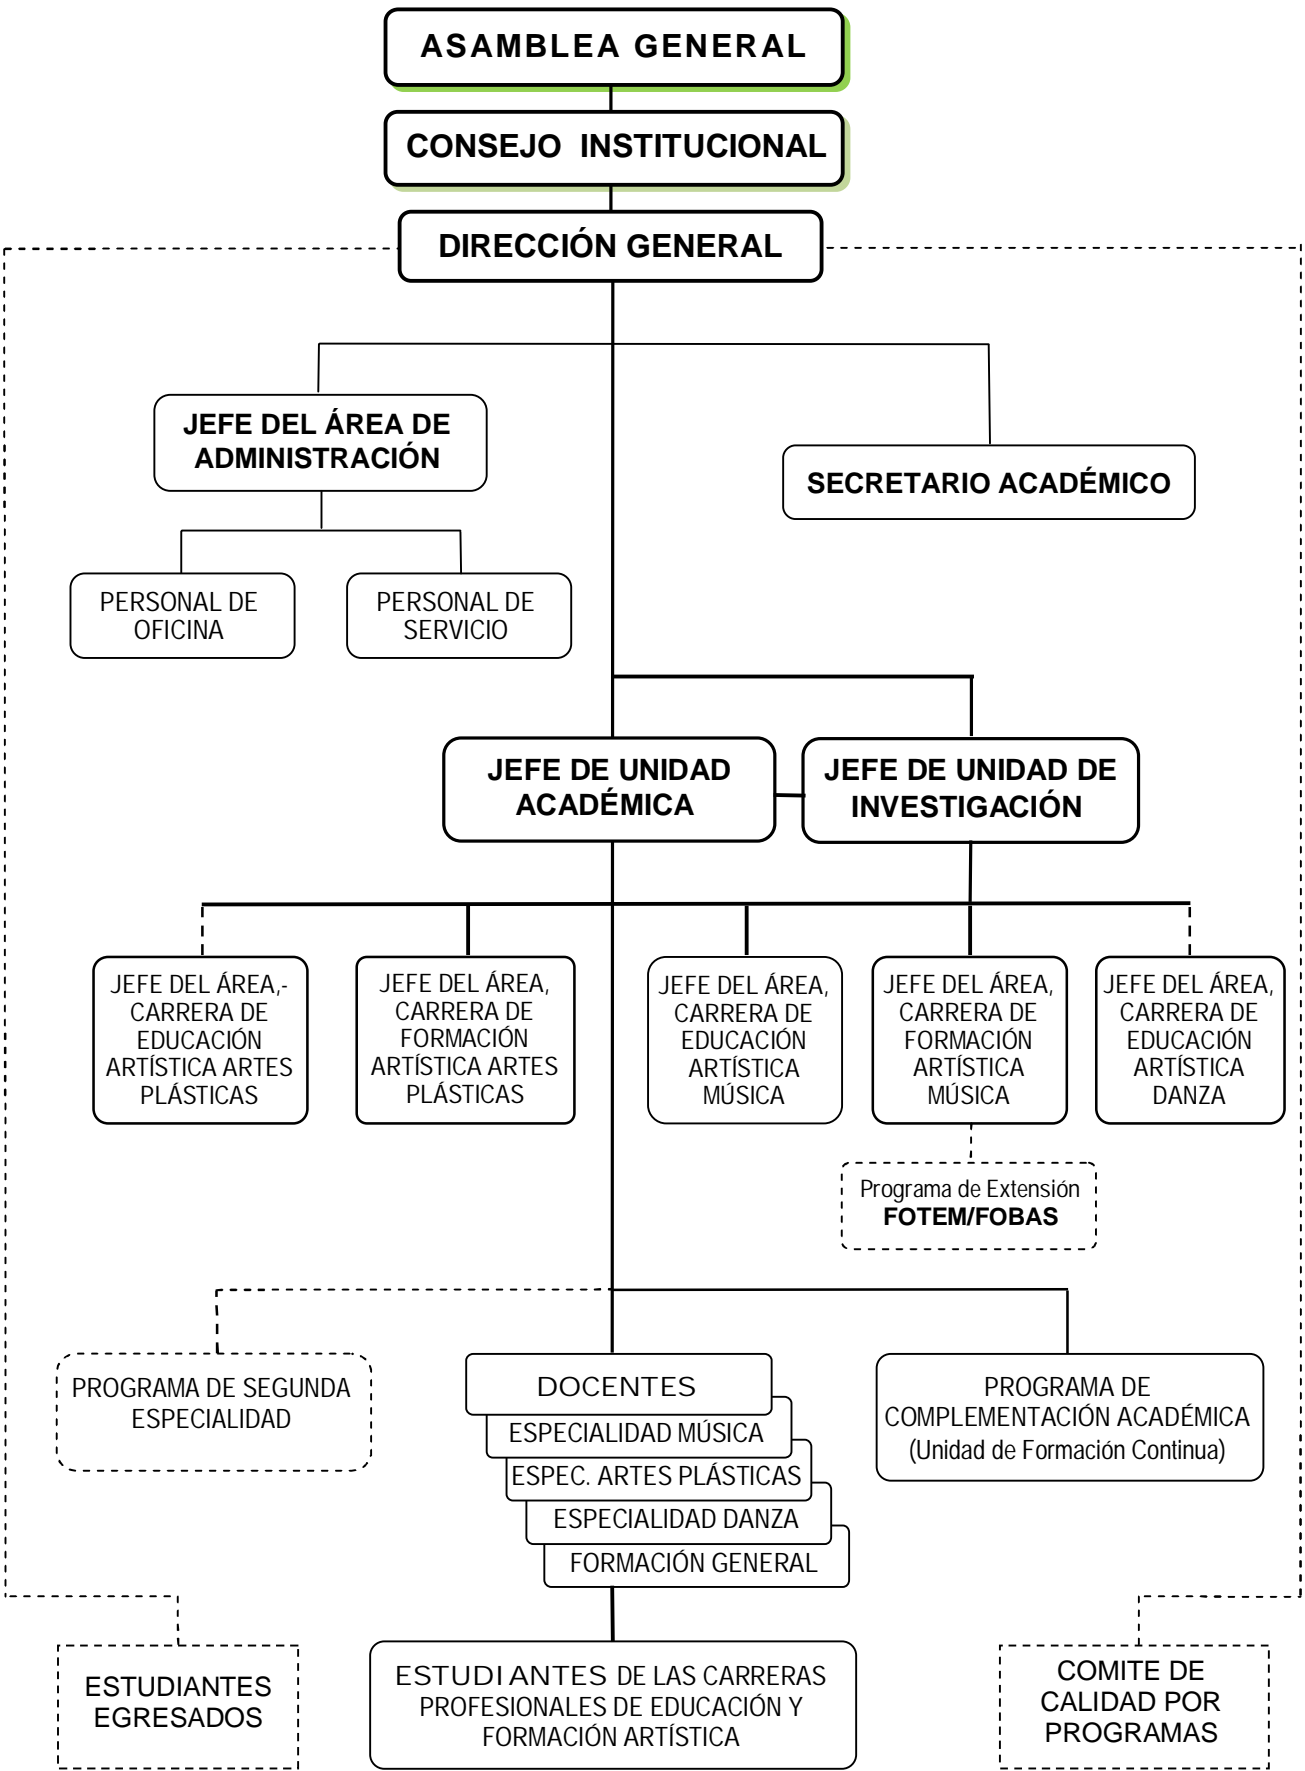 ASAMBLEA GENERAL
CONSEJO INSTITUCIONAL
DIRECCIÓN GENERAL
JEFE DEL ÁREA DE
ADMINISTRACIÓN
SECRETARIO ACADÉMICO
PERSONAL DE
OFICINA
PERSONAL DE
SERVICIO
JEFE DE UNIDAD
ACADÉMICA
JEFE DE UNIDAD DE
INVESTIGACIÓN
JEFE DEL ÁREA,-
CARRERA DE
EDUCACIÓN
ARTÍSTICA ARTES
PLÁSTICAS
JEFE DEL ÁREA,
CARRERA DE
FORMACIÓN
ARTÍSTICA ARTES
PLÁSTICAS
JEFE DEL ÁREA,
CARRERA DE
EDUCACIÓN
ARTÍSTICA
MÚSICA
JEFE DEL ÁREA,
CARRERA DE
FORMACIÓN
ARTÍSTICA
MÚSICA
JEFE DEL ÁREA,
CARRERA DE
EDUCACIÓN
ARTÍSTICA
DANZA
Programa de Extensión
FOTEM/FOBAS
PROGRAMA DE SEGUNDA
ESPECIALIDAD
DOCENTES
ESPECIALIDAD MÚSICA
ESPEC. ARTES PLÁSTICAS
ESPECIALIDAD DANZA
FORMACIÓN GENERAL
PROGRAMA DE
COMPLEMENTACIÓN ACADÉMICA
(Unidad de Formación Continua)
ESTUDIANTES
EGRESADOS
ESTUDIANTES DE LAS CARRERAS
PROFESIONALES DE EDUCACIÓN Y
FORMACIÓN ARTÍSTICA
COMITE DE
CALIDAD POR
PROGRAMAS